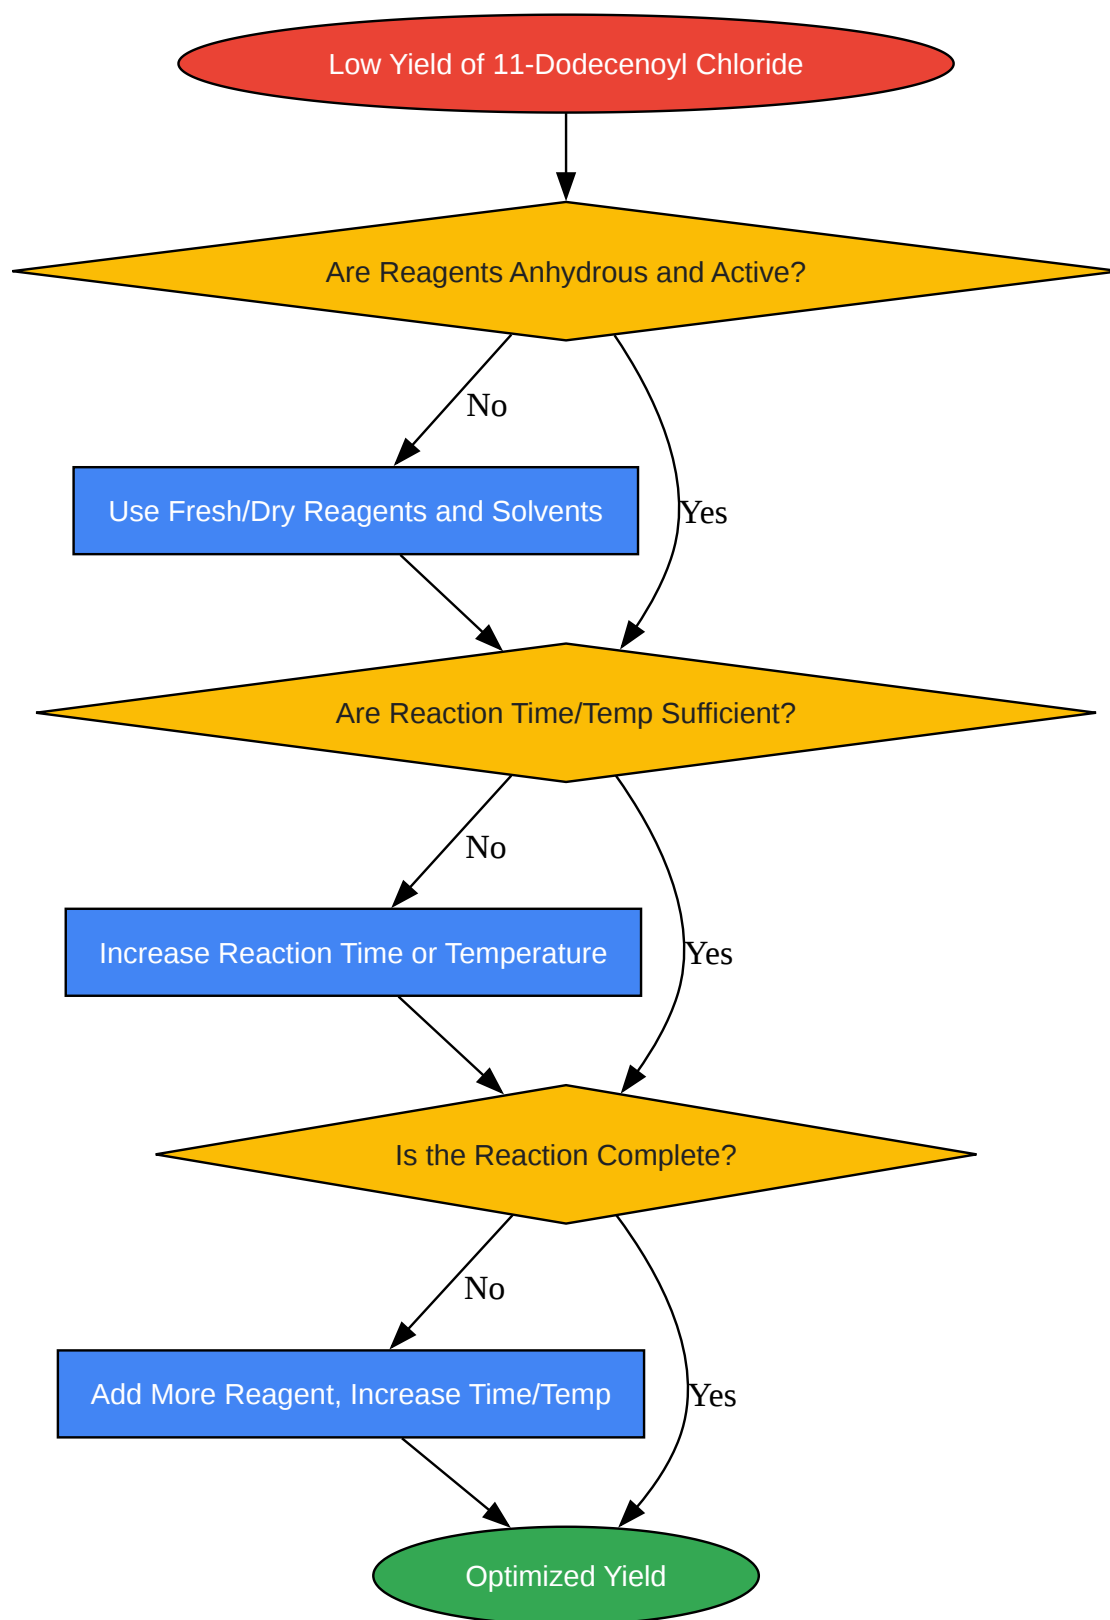 Low Yield of 11-Dodecenoyl Chloride
Are Reagents Anhydrous and Active?
No
Use Fresh/Dry Reagents and Solvents
Yes
Are Reaction Time/Temp Sufficient?
No
Increase Reaction Time or Temperature
Yes
Is the Reaction Complete?
No
Add More Reagent, Increase Time/Temp
Yes
Optimized Yield